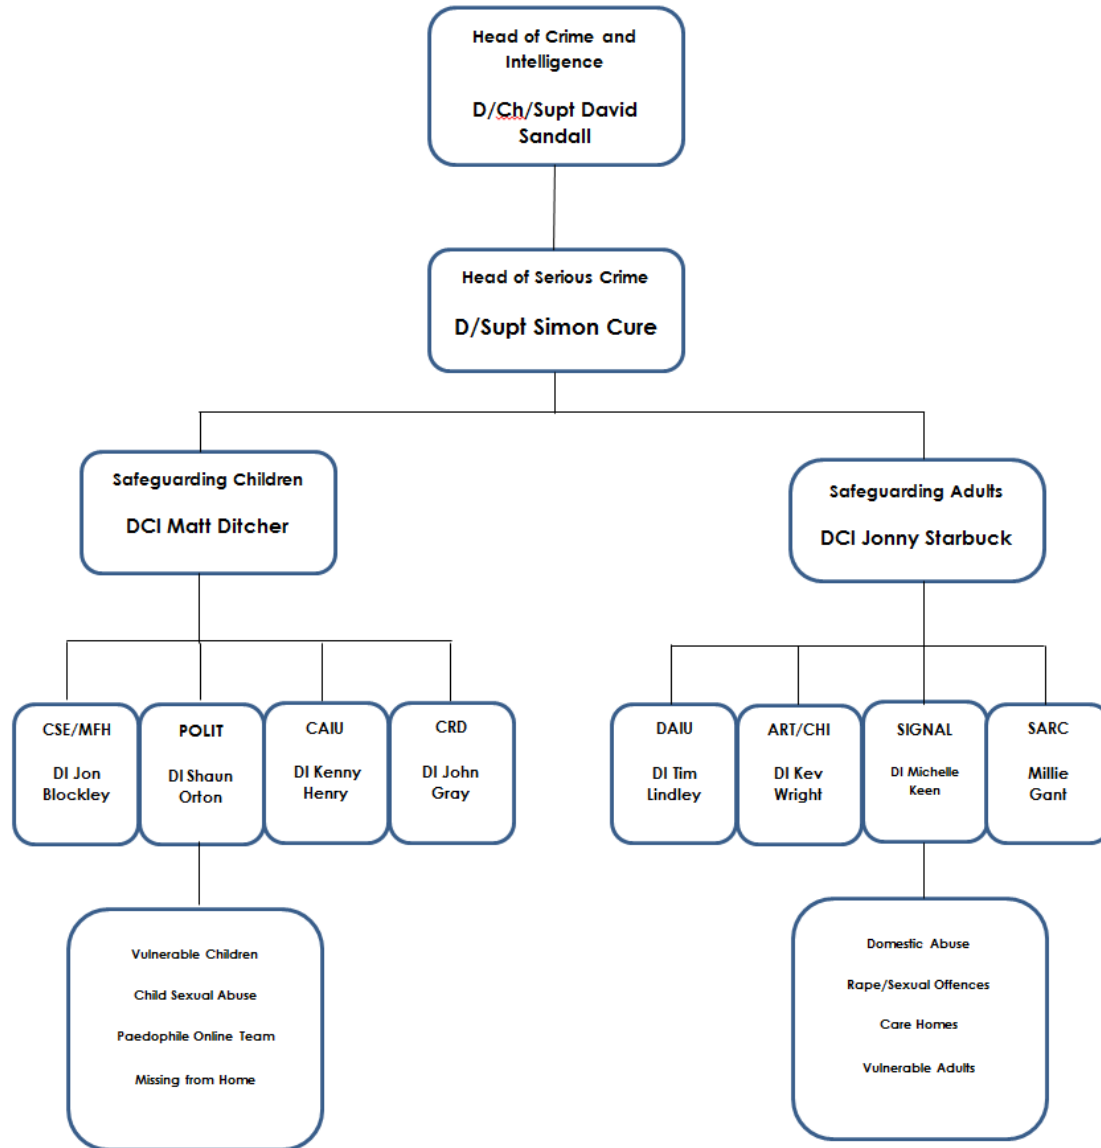 Head of Crime and
Intelligence
D/Ch/Supt David
Sandall
Head of Serious Crime
D/Supt Simon Cure
Safeguarding Children
DCI Matt Ditcher
Safeguarding Adults
DCI Jonny Starbuck
CSE/MFH
DI Jon
Blockley
POLIT
DI Shaun
Orton
CAIU
DI Kenny
Henry
CRD
DI John
Gray
DAIU
DI Tim
Lindley
ART/CHI
DI Kev
Wright
SIGNAL
DI Michelle
Keen
SARC
Millie
Gant
Vulnerable Children
Child Sexual Abuse
Paedophile Online Team
Missing from Home
Domestic Abuse
Rape/Sexual Offences
Care Homes
Vulnerable Adults